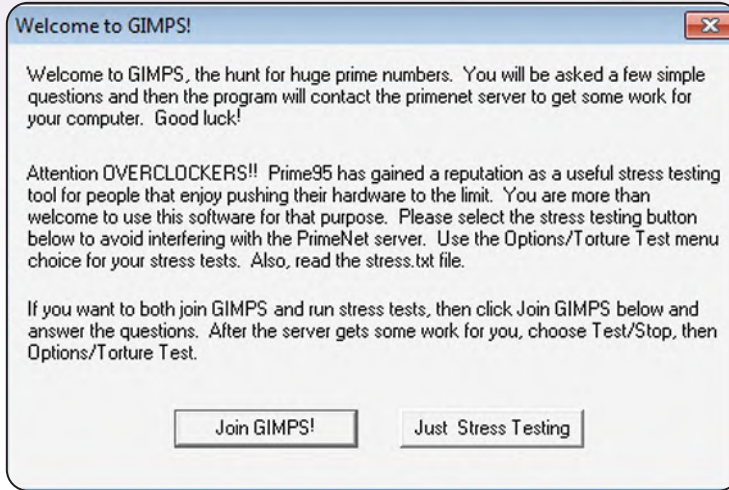 Welcome to GIMPS!
Welcome to GIMPS, the hunt for huge prime numbers. You will be asked a few simple
questions and then the program will contact the primenet server to get some work for
your computer. Good luck!
Attention OVERCLOCKERS!! Prime95 has gained a reputation as a useful stress testing
tool for people that enjoy pushing their hardware to the limit. You are more than
welcome to use this software for that purpose. Please select the stress testing button
below to avoid interfering with the PrimeNet server. Use the Options/Torture Test menu
choice for your stress tests. Also, read the stress.txt file.
If you want to both join GIMPS and run stress tests, then click Join GIMPS below and
answer the questions. After the server gets some work for you, choose Test/Stop, then
Options/Torture Test.
Join GIMPS!
Just Stress Testing